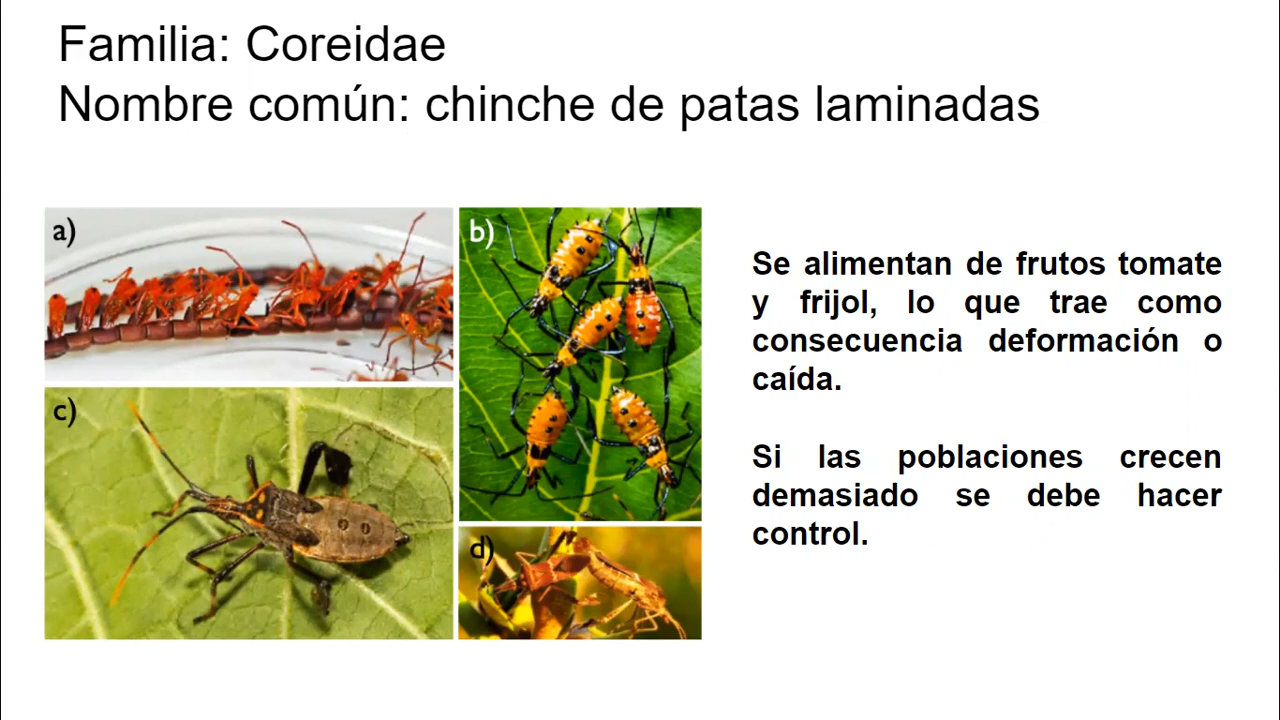 Familia: Coreidae
Nombre común: chinche de patas laminadas
a)
b)
c)
d)
Se alimentan de frutos tomate
y frijol, lo que trae como
consecuencia deformación o
caída.
Si las poblaciones crecen
demasiado se debe hacer
control.